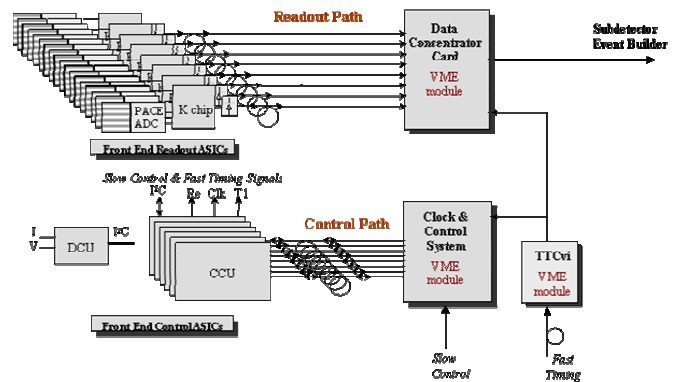 Readout Path
Data
Concentrator
Card
VME
module
Subdetector
Event Builder
PACE
ADC
K chip
Front End Readout ASICs
Slow Control & Fast Timing Signals
I²C
Re
Clk
T1
Control Path
I
V
DCU
I²C
CCU
Clock &
Control
System
VME
module
TTCvi
VME
module
Front End Control ASICs
Slow
Control
Fast
Timing